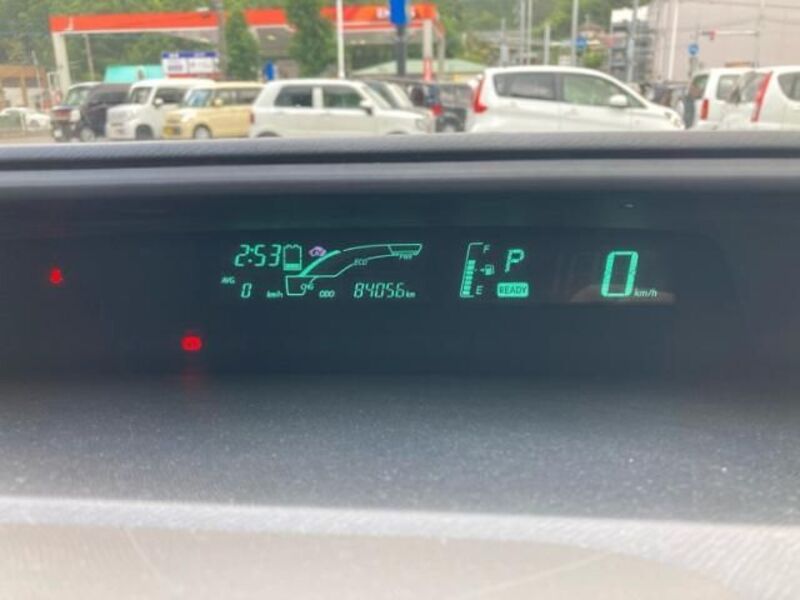 2:53
ECO
PWR
AVG
0 km/h
ODO 84056 km
F
E
P
READY
0 km/h